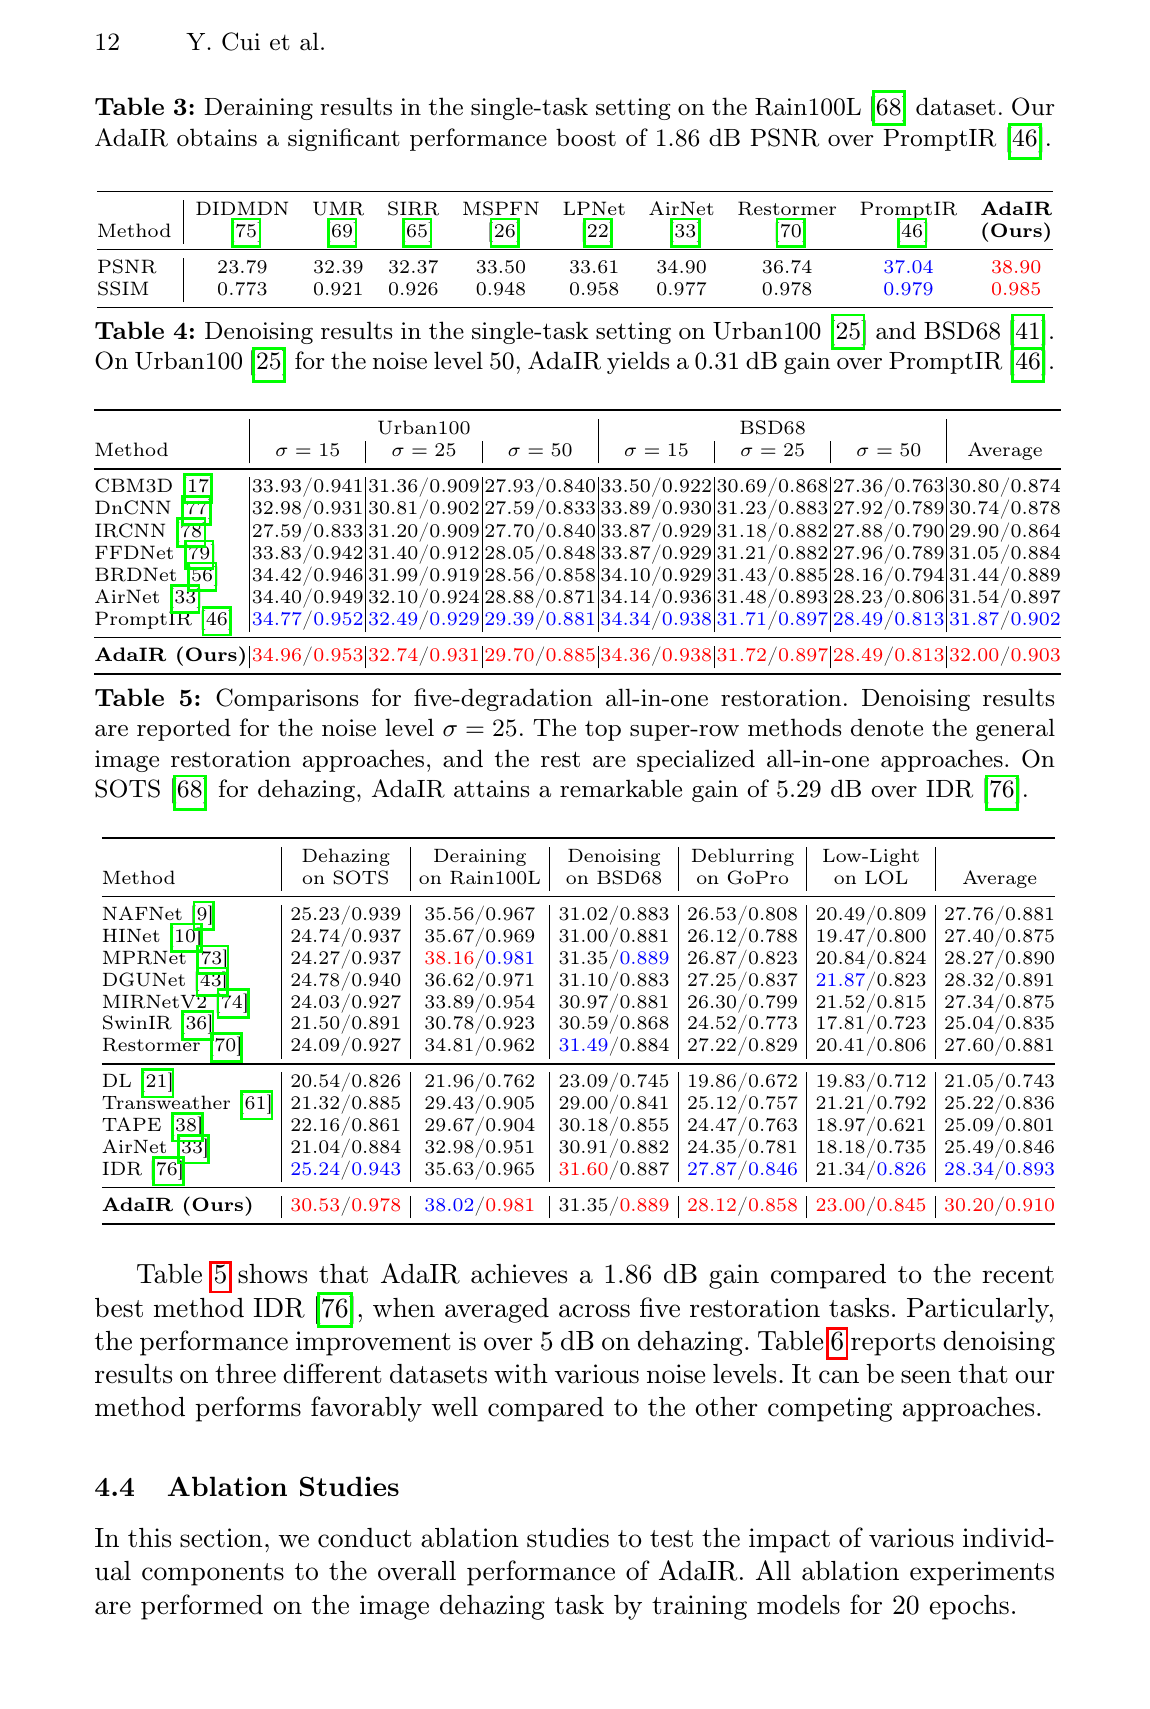 12 Y. Cui et al.
Table 3: Deraining results in the single-task setting on the Rain100L [68] dataset. Our
AdaIR obtains a significant performance boost of 1.86 dB PSNR over PromptIR [46].
DIDMDN UMR SIRR MSPFN LPNet AirNet Restormer PromptIR AdaIR
Method [75] [69] [65] [26] [22] [33] [70] [46] (Ours)
PSNR 23.79 32.39 32.37 33.50 33.61 34.90 36.74 37.04 38.90
SSIM 0.773 0.921 0.926 0.948 0.958 0.977 0.978 0.979 0.985
Table 4: Denoising results in the single-task setting on Urban100 [25] and BSD68 [41].
On Urban100 [25] for the noise level 50, AdaIR yields a 0.31 dB gain over PromptIR [46].
Urban100 BSD68
Method σ = 15 σ = 25 σ = 50 σ = 15 σ = 25 σ = 50 Average
CBM3D [17] 33.93/0.941 31.36/0.909 27.93/0.840 33.50/0.922 30.69/0.868 27.36/0.763 30.80/0.874
DnCNN [77] 32.98/0.931 30.81/0.902 27.59/0.833 33.89/0.930 31.23/0.883 27.92/0.789 30.74/0.878
IRCNN [78] 27.59/0.833 31.20/0.909 27.70/0.840 33.87/0.929 31.18/0.882 27.88/0.790 29.90/0.864
FFDNet [79] 33.83/0.942 31.40/0.912 28.05/0.848 33.87/0.929 31.21/0.882 27.96/0.789 31.05/0.884
BRDNet [56] 34.42/0.946 31.99/0.919 28.56/0.858 34.10/0.929 31.43/0.885 28.16/0.794 31.44/0.889
AirNet [33] 34.40/0.949 32.10/0.924 28.88/0.871 34.14/0.936 31.48/0.893 28.23/0.806 31.54/0.897
PromptIR [46] 34.77/0.952 32.49/0.929 29.39/0.881 34.34/0.938 31.71/0.897 28.49/0.813 31.87/0.902
AdaIR (Ours) 34.96/0.953 32.74/0.931 29.70/0.885 34.36/0.938 31.72/0.897 28.49/0.813 32.00/0.903
Table 5: Comparisons for five-degradation all-in-one restoration. Denoising results
are reported for the noise level σ = 25. The top super-row methods denote the general
image restoration approaches, and the rest are specialized all-in-one approaches. On
SOTS [68] for dehazing, AdaIR attains a remarkable gain of 5.29 dB over IDR [76].
Dehazing Deraining Denoising Deblurring Low-Light
Method on SOTS on Rain100L on BSD68 on GoPro on LOL Average
NAFNet [9] 25.23/0.939 35.56/0.967 31.02/0.883 26.53/0.808 20.49/0.809 27.76/0.881
HINet [10] 24.74/0.937 35.67/0.969 31.00/0.881 26.12/0.788 19.47/0.800 27.40/0.875
MPRNet [73] 24.27/0.937 38.16/0.981 31.35/0.889 26.87/0.823 20.84/0.824 28.27/0.890
DGUNet [43] 24.78/0.940 36.62/0.971 31.10/0.883 27.25/0.837 21.87/0.823 28.32/0.891
MIRNetV2 [74] 24.03/0.927 33.89/0.954 30.97/0.881 26.30/0.799 21.52/0.815 27.34/0.875
SwinIR [36] 21.50/0.891 30.78/0.923 30.59/0.868 24.52/0.773 17.81/0.723 25.04/0.835
Restormer [70] 24.09/0.927 34.81/0.962 31.49/0.884 27.22/0.829 20.41/0.806 27.60/0.881
DL [21] 20.54/0.826 21.96/0.762 23.09/0.745 19.86/0.672 19.83/0.712 21.05/0.743
Transweather [61] 21.32/0.885 29.43/0.905 29.00/0.841 25.12/0.757 21.21/0.792 25.22/0.836
TAPE [38] 22.16/0.861 29.67/0.904 30.18/0.855 24.47/0.763 18.97/0.621 25.09/0.801
AirNet [33] 21.04/0.884 32.98/0.951 30.91/0.882 24.35/0.781 18.18/0.735 25.49/0.846
IDR [76] 25.24/0.943 35.63/0.965 31.60/0.887 27.87/0.846 21.34/0.826 28.34/0.893
AdaIR (Ours) 30.53/0.978 38.02/0.981 31.35/0.889 28.12/0.858 23.00/0.845 30.20/0.910
Table 5 shows that AdaIR achieves a 1.86 dB gain compared to the recent
best method IDR [76], when averaged across five restoration tasks. Particularly,
the performance improvement is over 5 dB on dehazing. Table 6 reports denoising
results on three different datasets with various noise levels. It can be seen that our
method performs favorably well compared to the other competing approaches.
4.4 Ablation Studies
In this section, we conduct ablation studies to test the impact of various individ-
ual components to the overall performance of AdaIR. All ablation experiments
are performed on the image dehazing task by training models for 20 epochs.